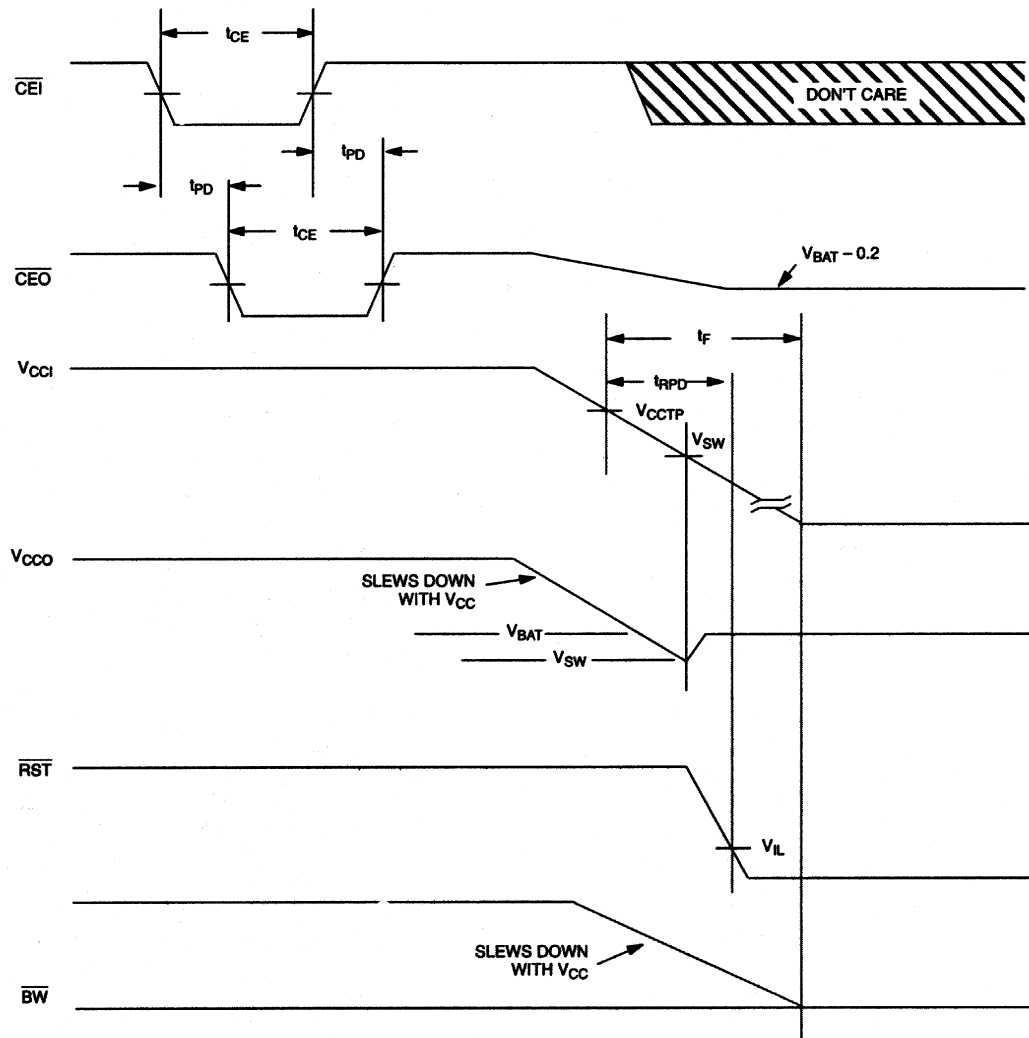 tCE
CEI
DON'T CARE
tPD
tPD
tCE
CEO
VBAT – 0.2
tF
VCCI
tRPD
VCCTP
VSW
VCCO
SLEWS DOWN
WITH VCC
VBAT
VSW
RST
VIL
SLEWS DOWN
WITH VCC
BW